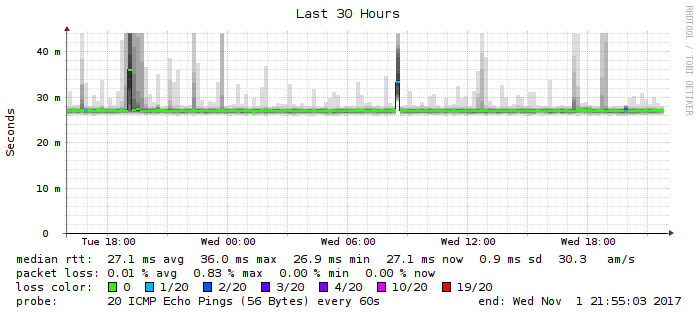 Last 30 Hours
RRDTOOL / TOBI OETIKER
Seconds
40 m
30 m
20 m
10 m
0
Tue 18:00 Wed 00:00 Wed 06:00 Wed 12:00 Wed 18:00
median rtt: 27.1 ms avg 36.0 ms max 26.9 ms min 27.1 ms now 0.9 ms sd 30.3 am/s
packet loss: 0.01 % avg 0.83 % max 0.00 % min 0.00 % now
loss color: 0 1/20 2/20 3/20 4/20 10/20 19/20
probe: 20 ICMP Echo Pings (56 Bytes) every 60s end: Wed Nov 1 21:55:03 2017